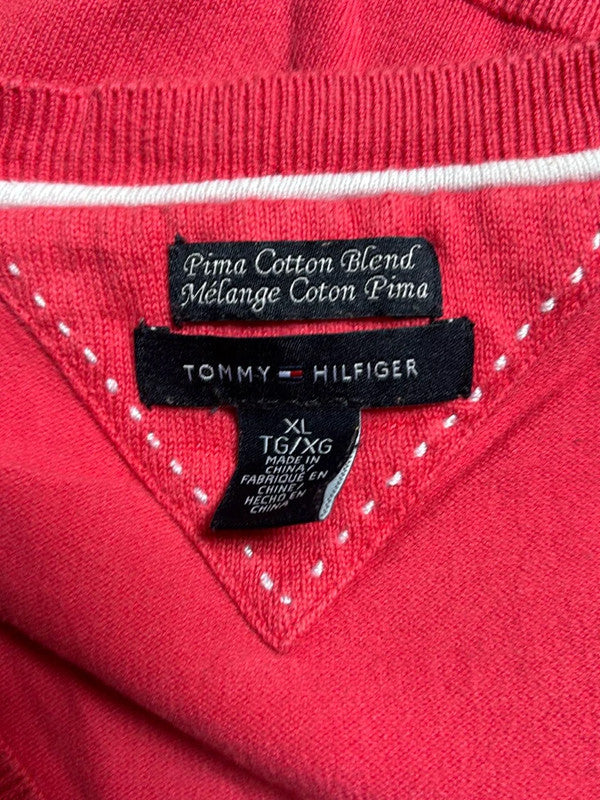 Pima Cotton Blend
Mélange Coton Pima
TOMMY HILFIGER
XL
TG/XG
MADE IN
CHINA/
FABRIQUÉ EN
CHINE/
HECHO EN
CHINA